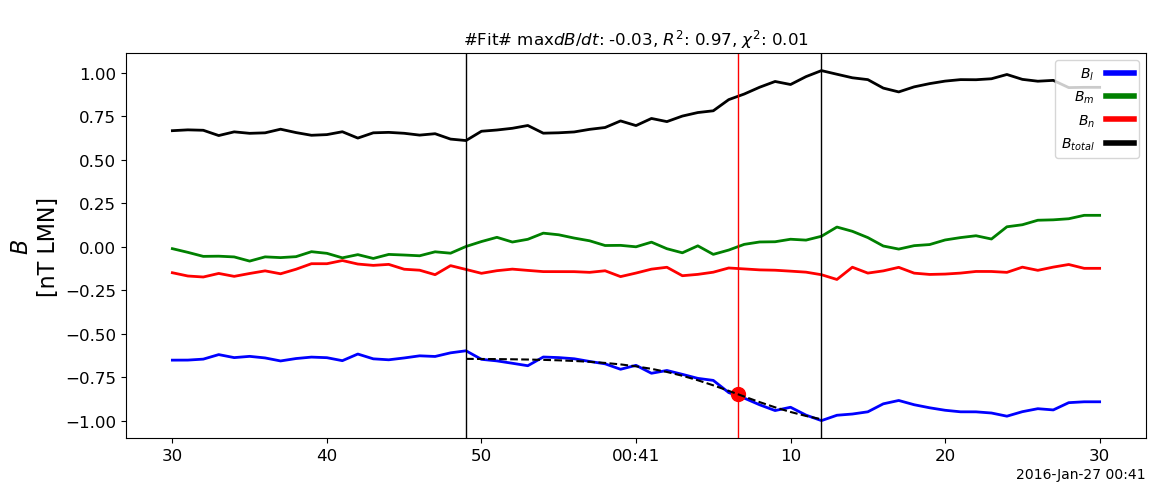 #Fit# maxdB/dt: -0.03, R²: 0.97, χ²: 0.01
B
[nT LMN]
1.00
0.75
0.50
0.25
0.00
−0.25
−0.50
−0.75
−1.00
B_l
B_m
B_n
B_total
30 40 50 00:41 10 20 30
2016-Jan-27 00:41